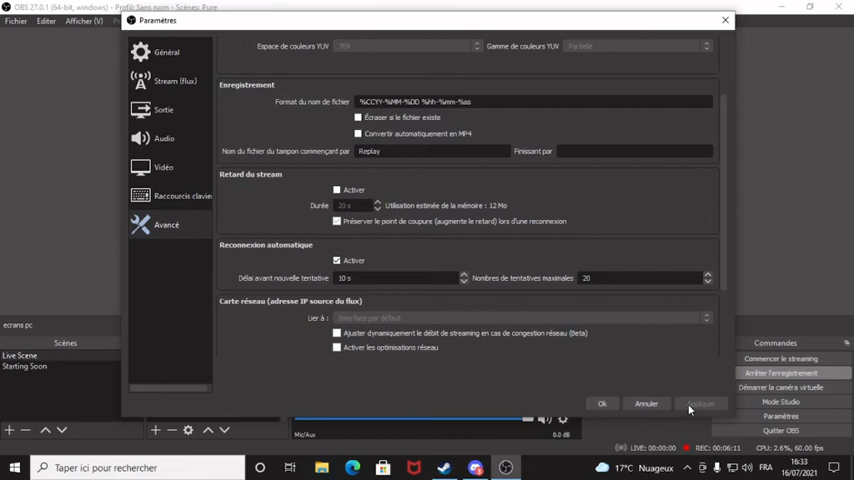 OBS 27.0.1 (64-bit, windows) - Profil: Sans nom - Scènes: Pure
Fichier Editer Affichage (V) P
Paramètres
Général
Stream (flux)
Sortie
Audio
Vidéo
Raccourcis clavier
Avancé
Espace de couleurs YUV 709 Gamme de couleurs YUV Partielle
Enregistrement
Format du nom de fichier %CCYY-%MM-%DD %hh-%mm-%ss
Écraser si le fichier existe
Convertir automatiquement en MP4
Nom du fichier du tampon commençant par Replay Finissant par
Retard du stream
Activer
Durée 20 s Utilisation estimée de la mémoire : 12 Mo
Préserver le point de coupure (augmente le retard) lors d'une reconnexion
Reconnexion automatique
Activer
Délai avant nouvelle tentative 10 s Nombres de tentatives maximales 20
Carte réseau (adresse IP source du flux)
Lier à : Interface par défaut
Ajuster dynamiquement le débit de streaming en cas de congestion réseau (Beta)
Activer les optimisations réseau
Ok Annuler Appliquer
ecrans pc
Scènes
Live Scene
Starting Soon
Commandes
Commencer le streaming
Arrêter l'enregistrement
Démarrer la caméra virtuelle
Mode Studio
Paramètres
Quitter OBS
Mic/Aux 0.0 dB
LIVE: 00:00:00 REC: 00:06:11 CPU: 2.6%, 60.00 fps
Taper ici pour rechercher
17°C Nuageux
FRA
16:33
16/07/2021